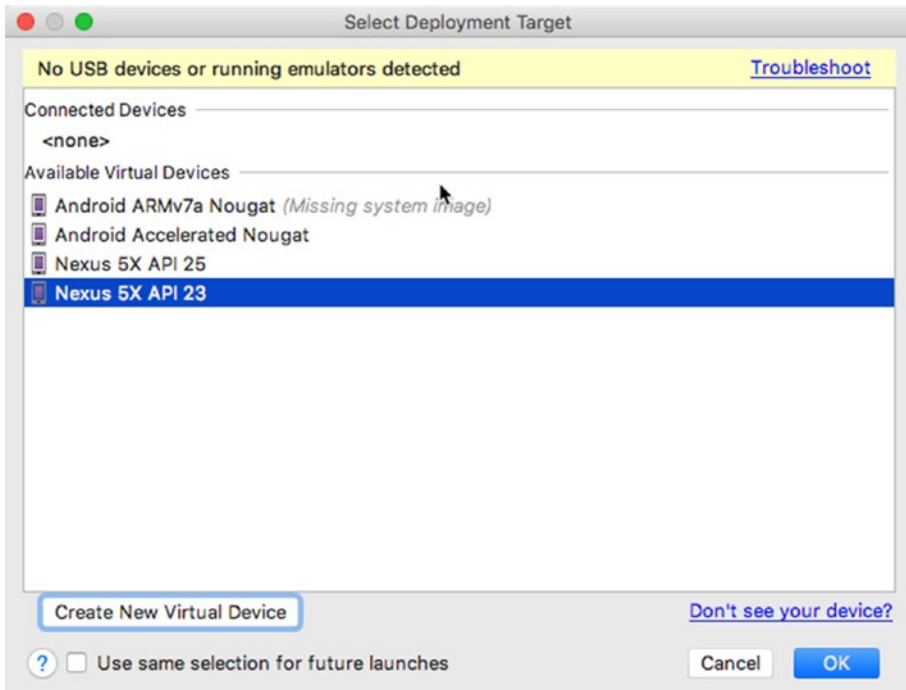 Select Deployment Target
No USB devices or running emulators detected Troubleshoot
Connected Devices
<none>
Available Virtual Devices
Android ARMv7a Nougat (Missing system image)
Android Accelerated Nougat
Nexus 5X API 25
Nexus 5X API 23
Create New Virtual Device Don't see your device?
? Use same selection for future launches Cancel OK